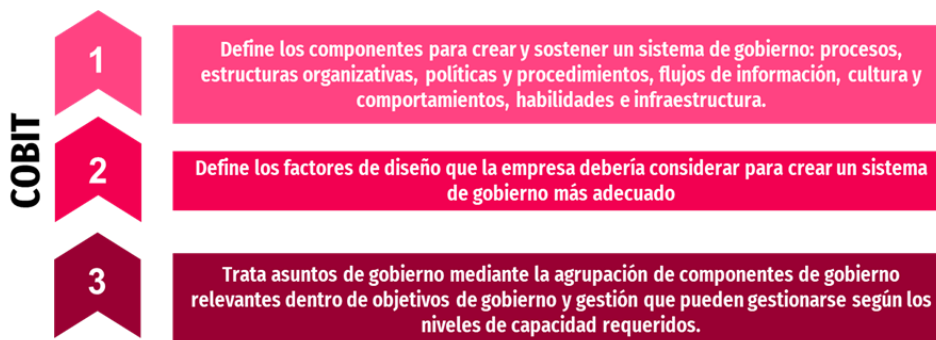 COBIT
1
Define los componentes para crear y sostener un sistema de gobierno: procesos,
estructuras organizativas, políticas y procedimientos, flujos de información, cultura y
comportamientos, habilidades e infraestructura.
2
Define los factores de diseño que la empresa debería considerar para crear un sistema
de gobierno más adecuado
3
Trata asuntos de gobierno mediante la agrupación de componentes de gobierno
relevantes dentro de objetivos de gobierno y gestión que pueden gestionarse según los
niveles de capacidad requeridos.